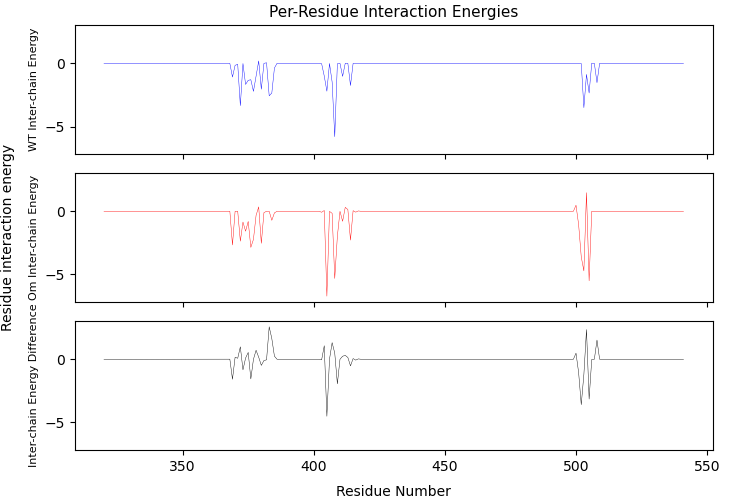 Per-Residue Interaction Energies
Residue interaction energy
WT Inter-chain Energy
0
−5
Om Inter-chain Energy
0
−5
Inter-chain Energy Difference
0
−5
350
400
450
500
550
Residue Number